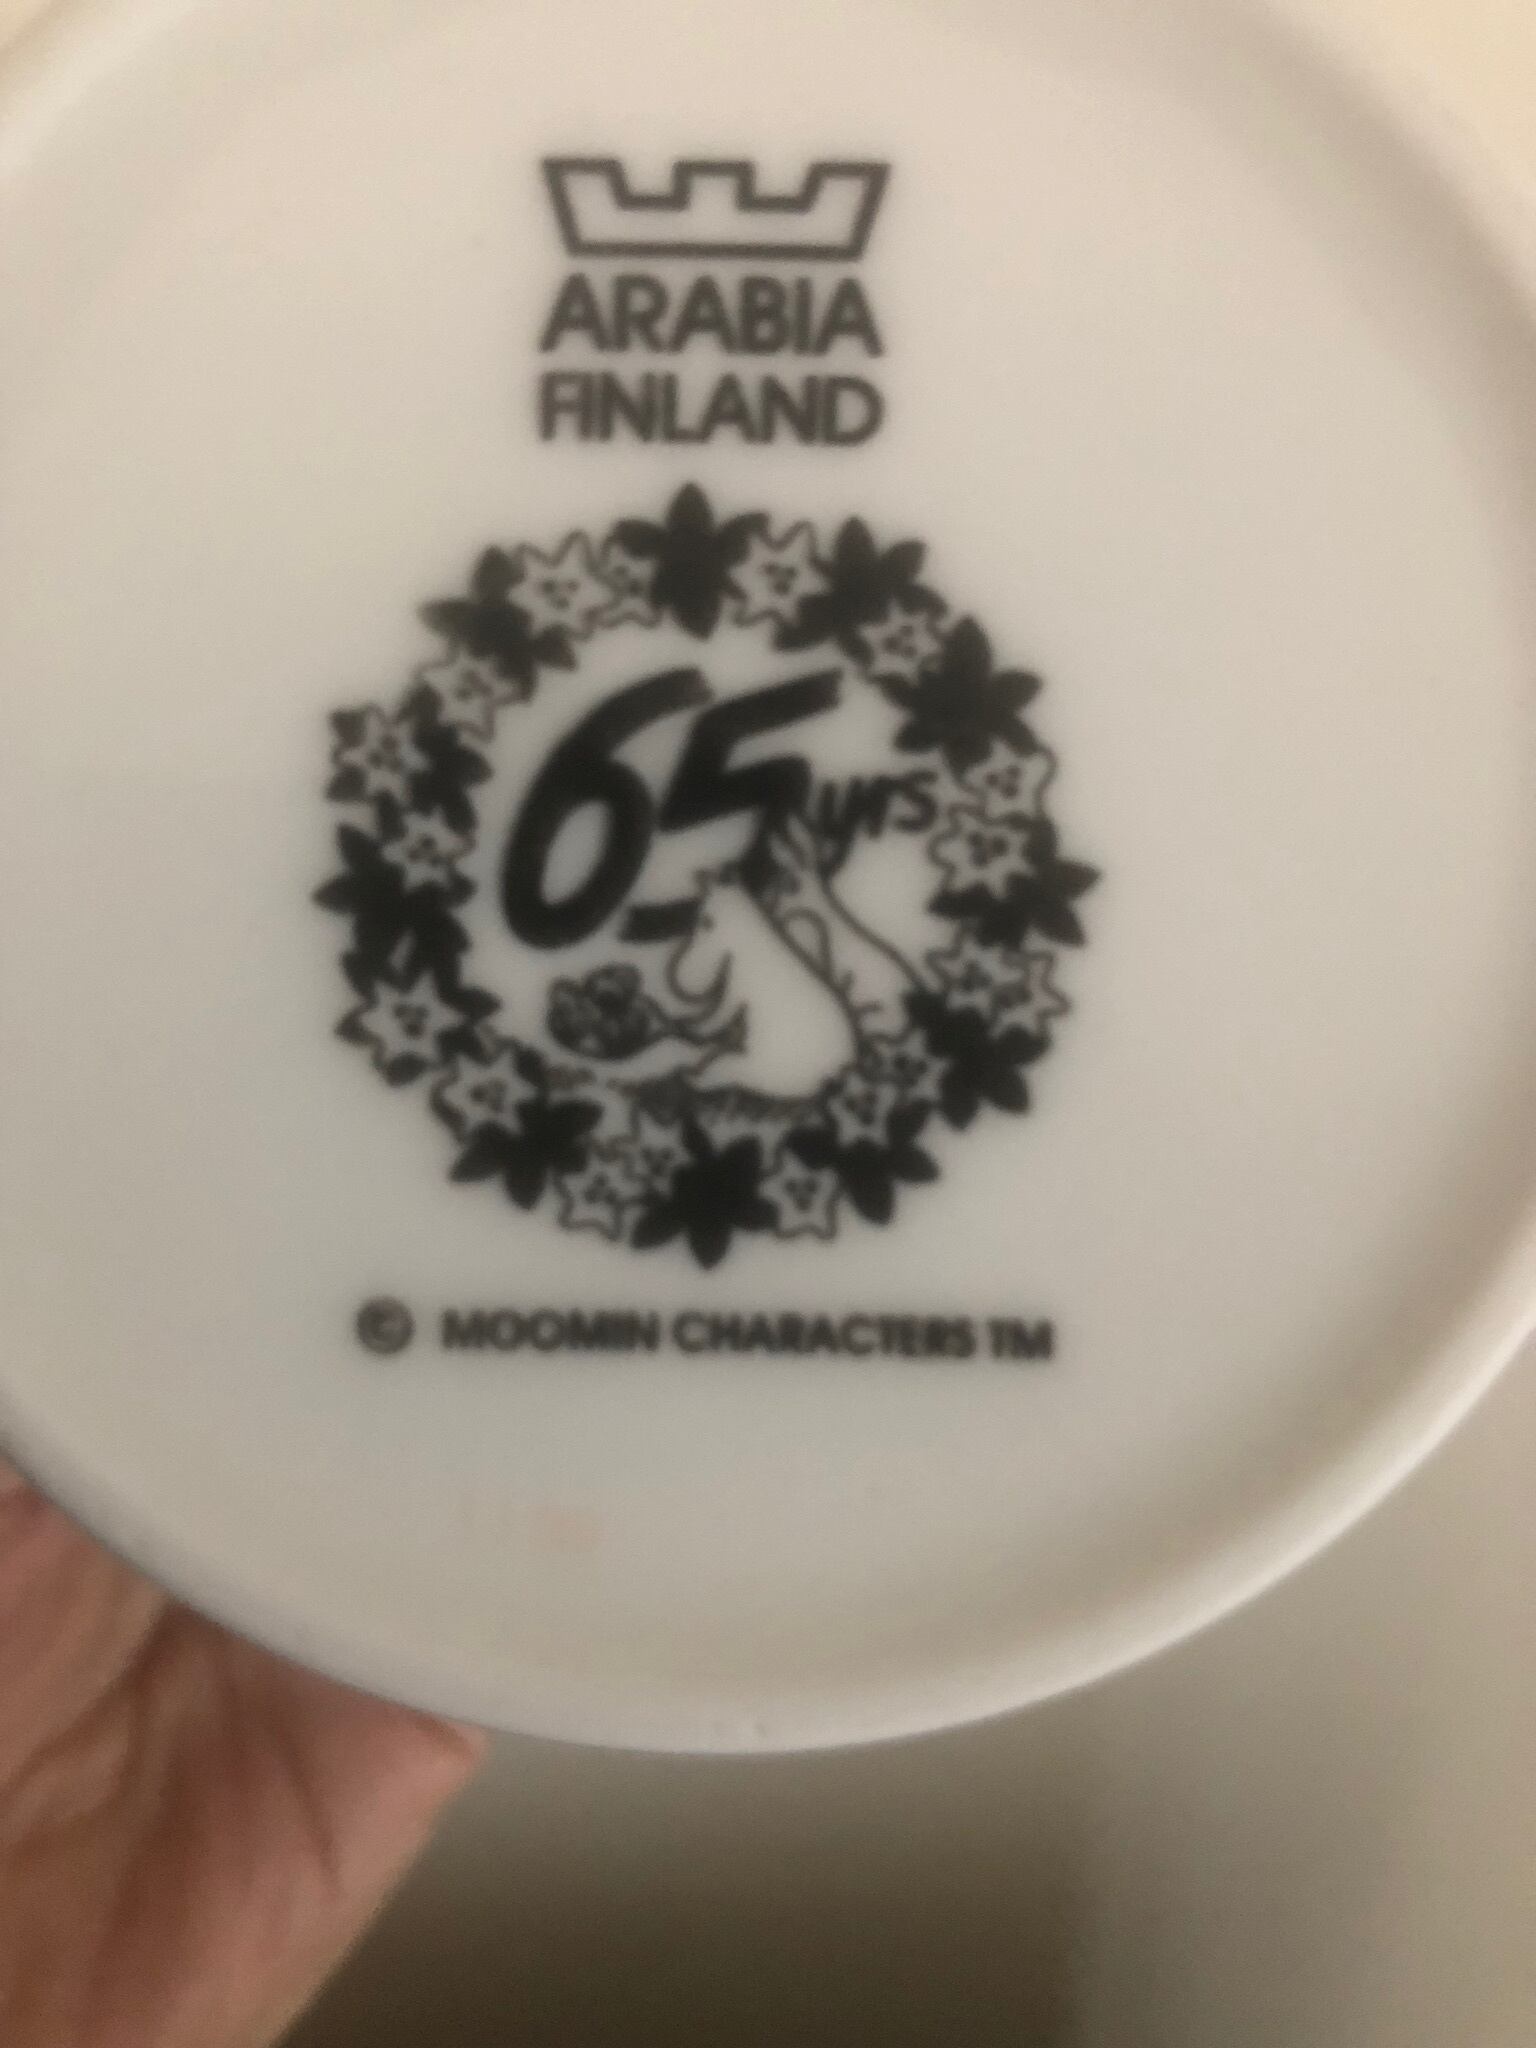 ARABIA
FINLAND
65 yrs
© MOOMIN CHARACTERS TM